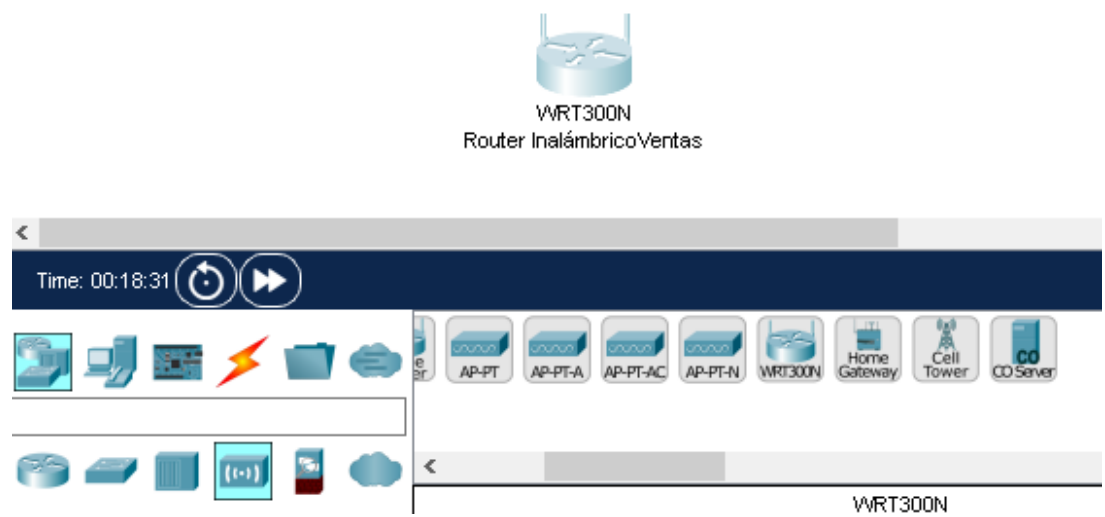 WRT300N
Router InalámbricoVentas
Time: 00:18:31
AP-PT
AP-PT-A
AP-PT-AC
AP-PT-N
WRT300N
Home
Gateway
Cell
Tower
CO
CO Server
WRT300N